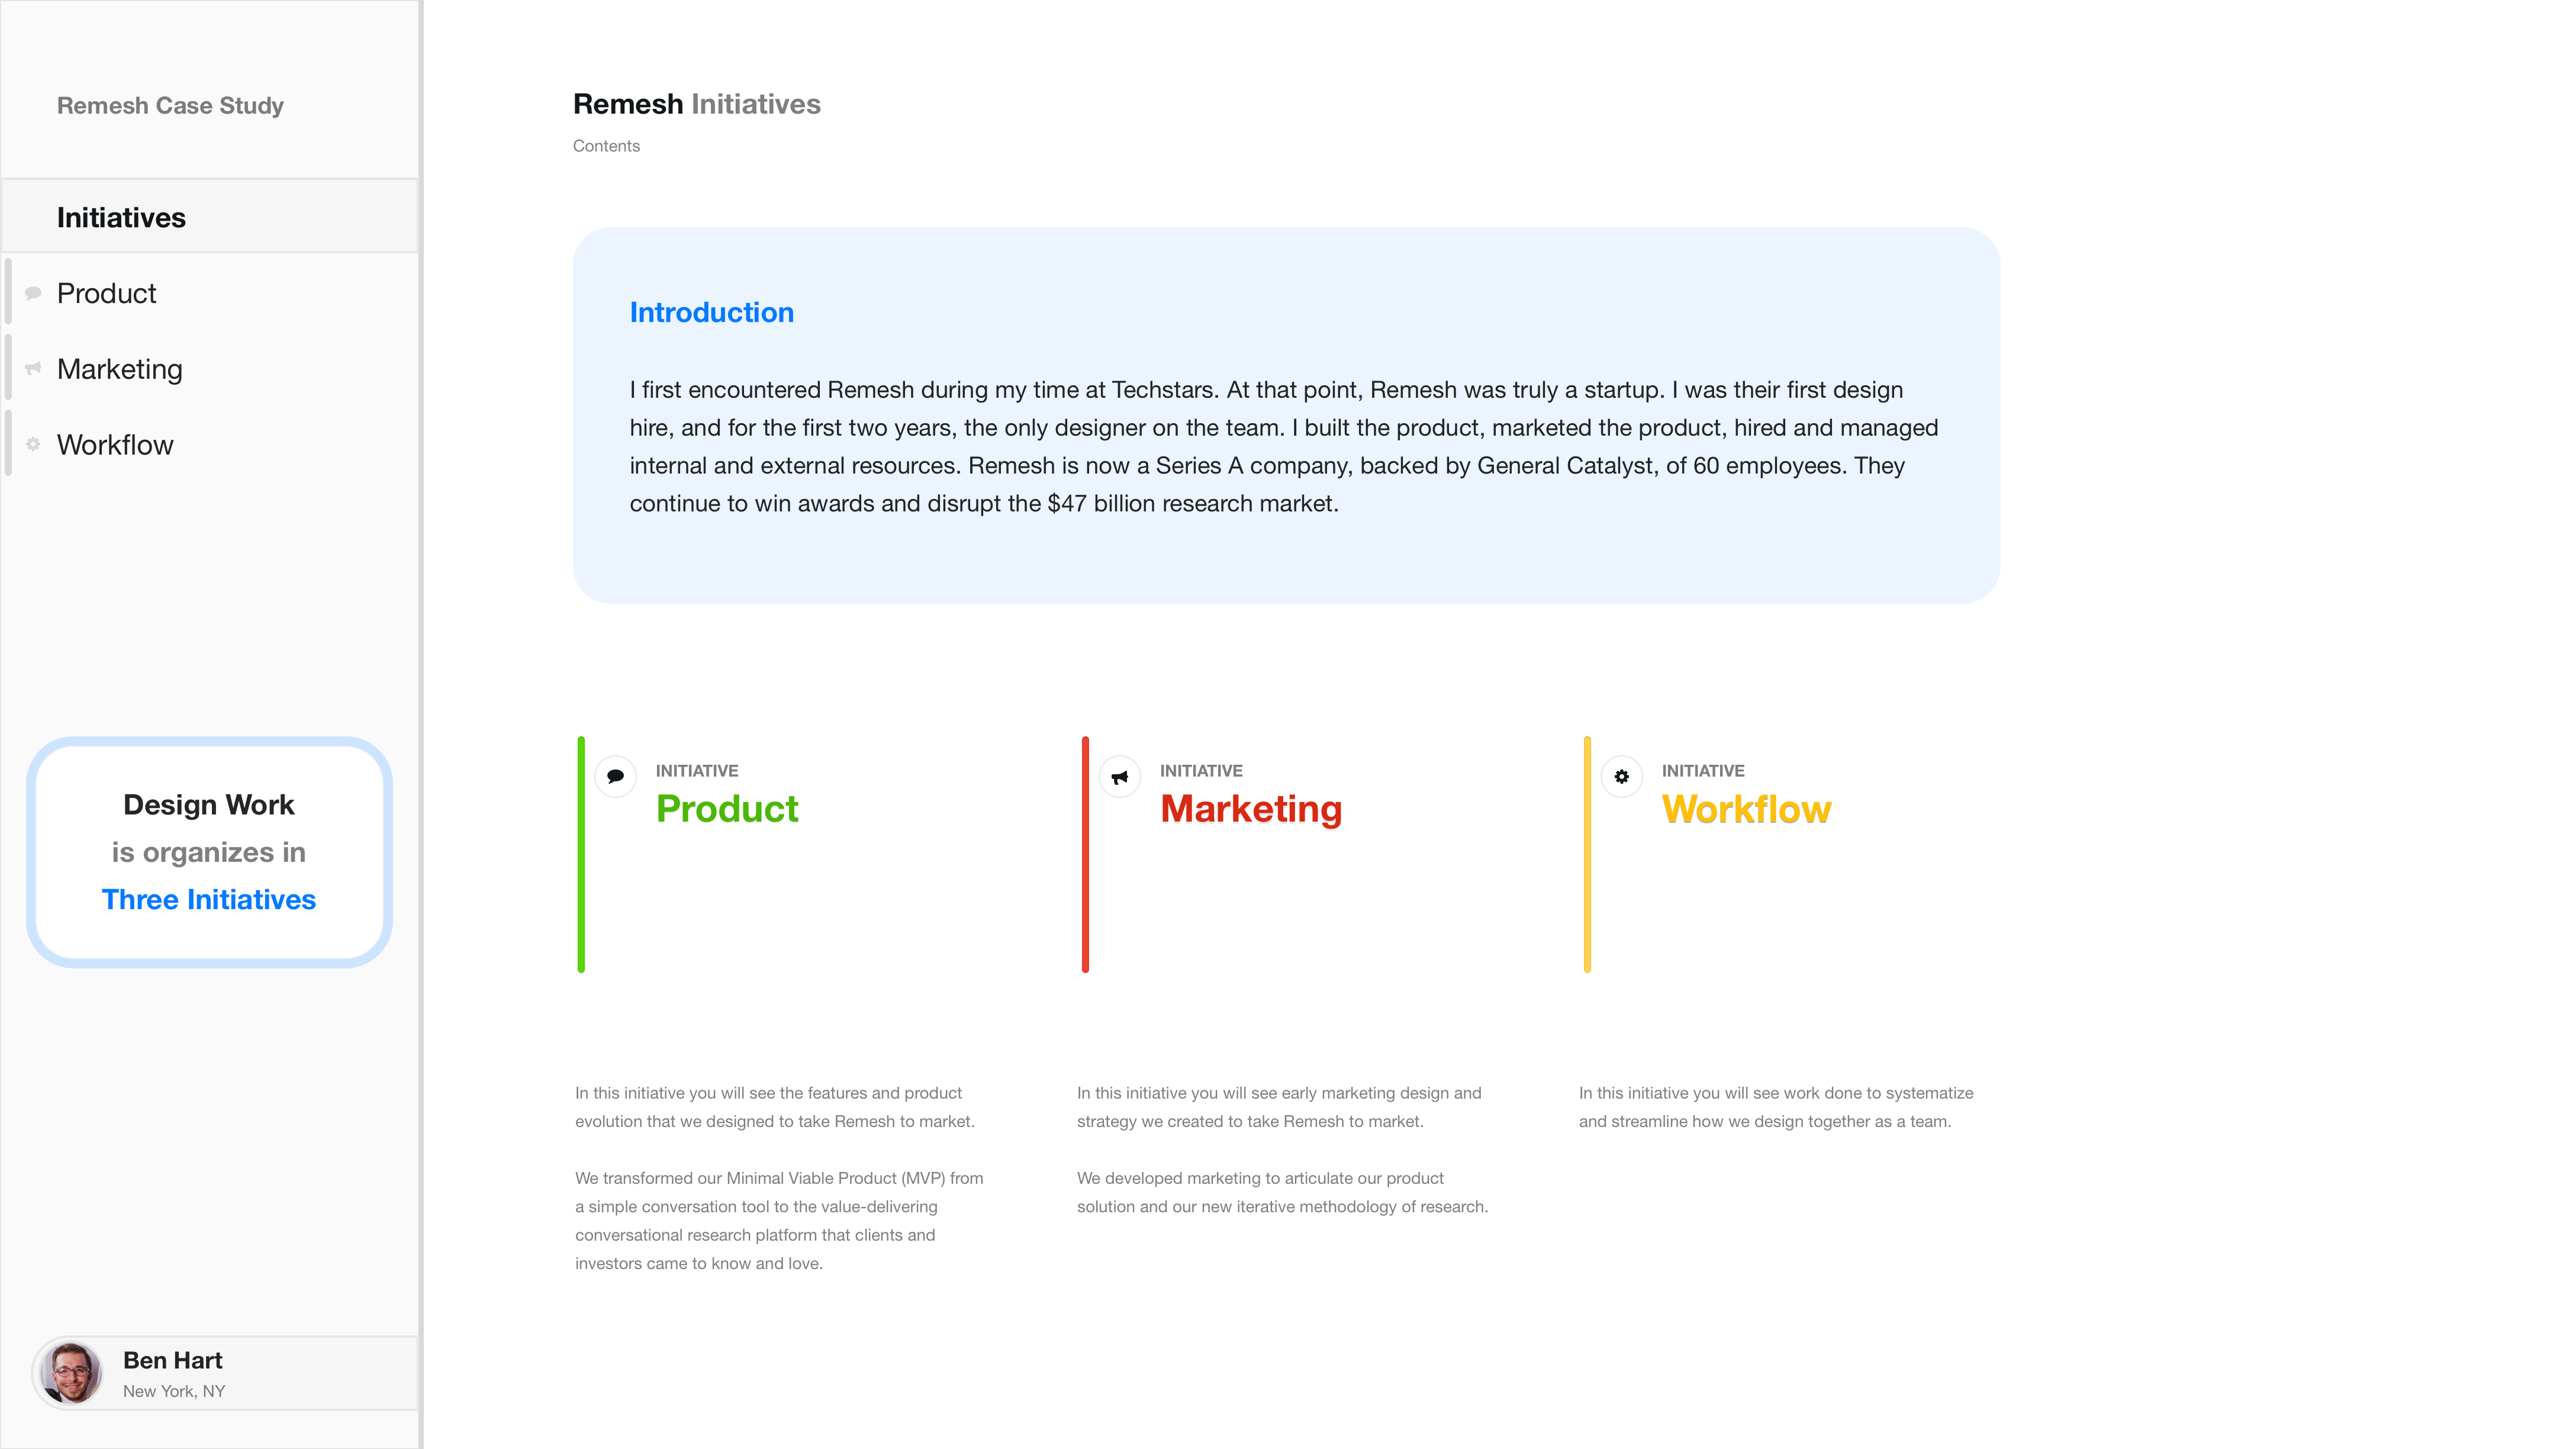 Remesh Case Study
Initiatives
Product
Marketing
Workflow
Design Work
is organizes in
Three Initiatives
Ben Hart
New York, NY
Remesh Initiatives
Contents
Introduction
I first encountered Remesh during my time at Techstars. At that point, Remesh was truly a startup. I was their first design
hire, and for the first two years, the only designer on the team. I built the product, marketed the product, hired and managed
internal and external resources. Remesh is now a Series A company, backed by General Catalyst, of 60 employees. They
continue to win awards and disrupt the $47 billion research market.
INITIATIVE
Product
In this initiative you will see the features and product
evolution that we designed to take Remesh to market.
We transformed our Minimal Viable Product (MVP) from
a simple conversation tool to the value-delivering
conversational research platform that clients and
investors came to know and love.
INITIATIVE
Marketing
In this initiative you will see early marketing design and
strategy we created to take Remesh to market.
We developed marketing to articulate our product
solution and our new iterative methodology of research.
INITIATIVE
Workflow
In this initiative you will see work done to systematize
and streamline how we design together as a team.